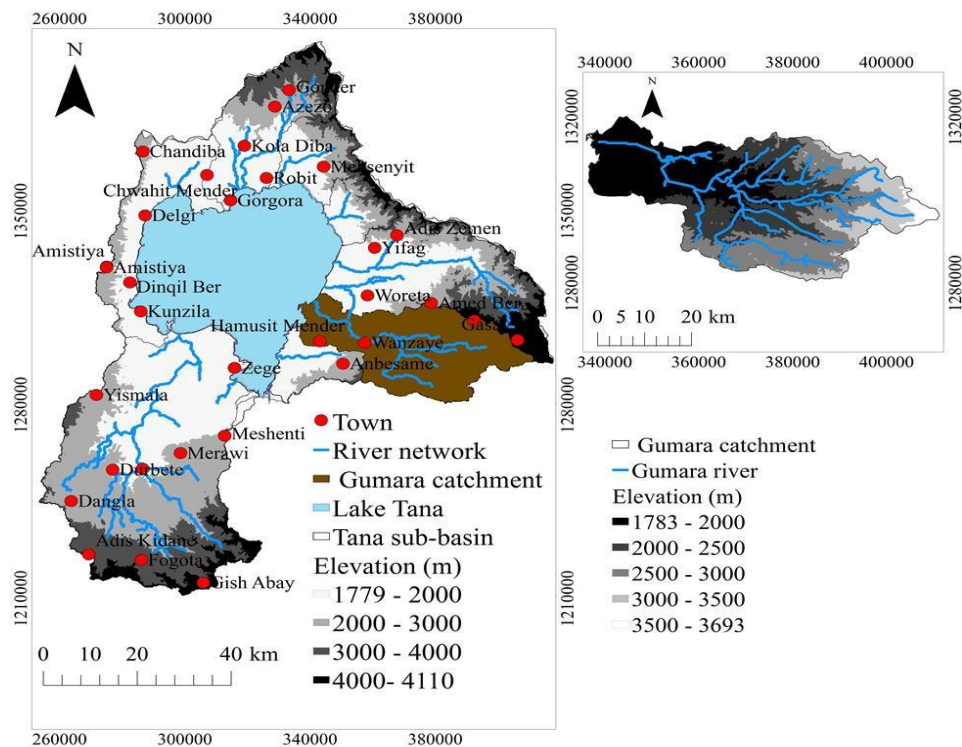 260000 300000 340000 380000
N
Gonder
Azezo
Kola Diba
Chandiba
Meksenyit
Chwahit Mender
Robit
Gorgora
Delgi
Adis Zemen
Yifag
Amistiya
Amistiya
Dinqil Ber
Woreta
Amed Ber
Kunzila
Gasa
Hamusit Mender
Wanzaye
Anbesame
Zege
Yismala
Meshenti
Merawi
Durbete
Dangla
Adis Kidane
Fogota
Gish Abay
1350000
1280000
1210000
1350000
1280000
1210000
Town
River network
Gumara catchment
Lake Tana
Tana sub-basin
Elevation (m)
1779 - 2000
2000 - 3000
3000 - 4000
4000- 4110
0 10 20 40 km
260000 300000 340000 380000
340000 360000 380000 400000
N
1320000
1280000
1320000
1280000
0 5 10 20 km
340000 360000 380000 400000
Gumara catchment
Gumara river
Elevation (m)
1783 - 2000
2000 - 2500
2500 - 3000
3000 - 3500
3500 - 3693